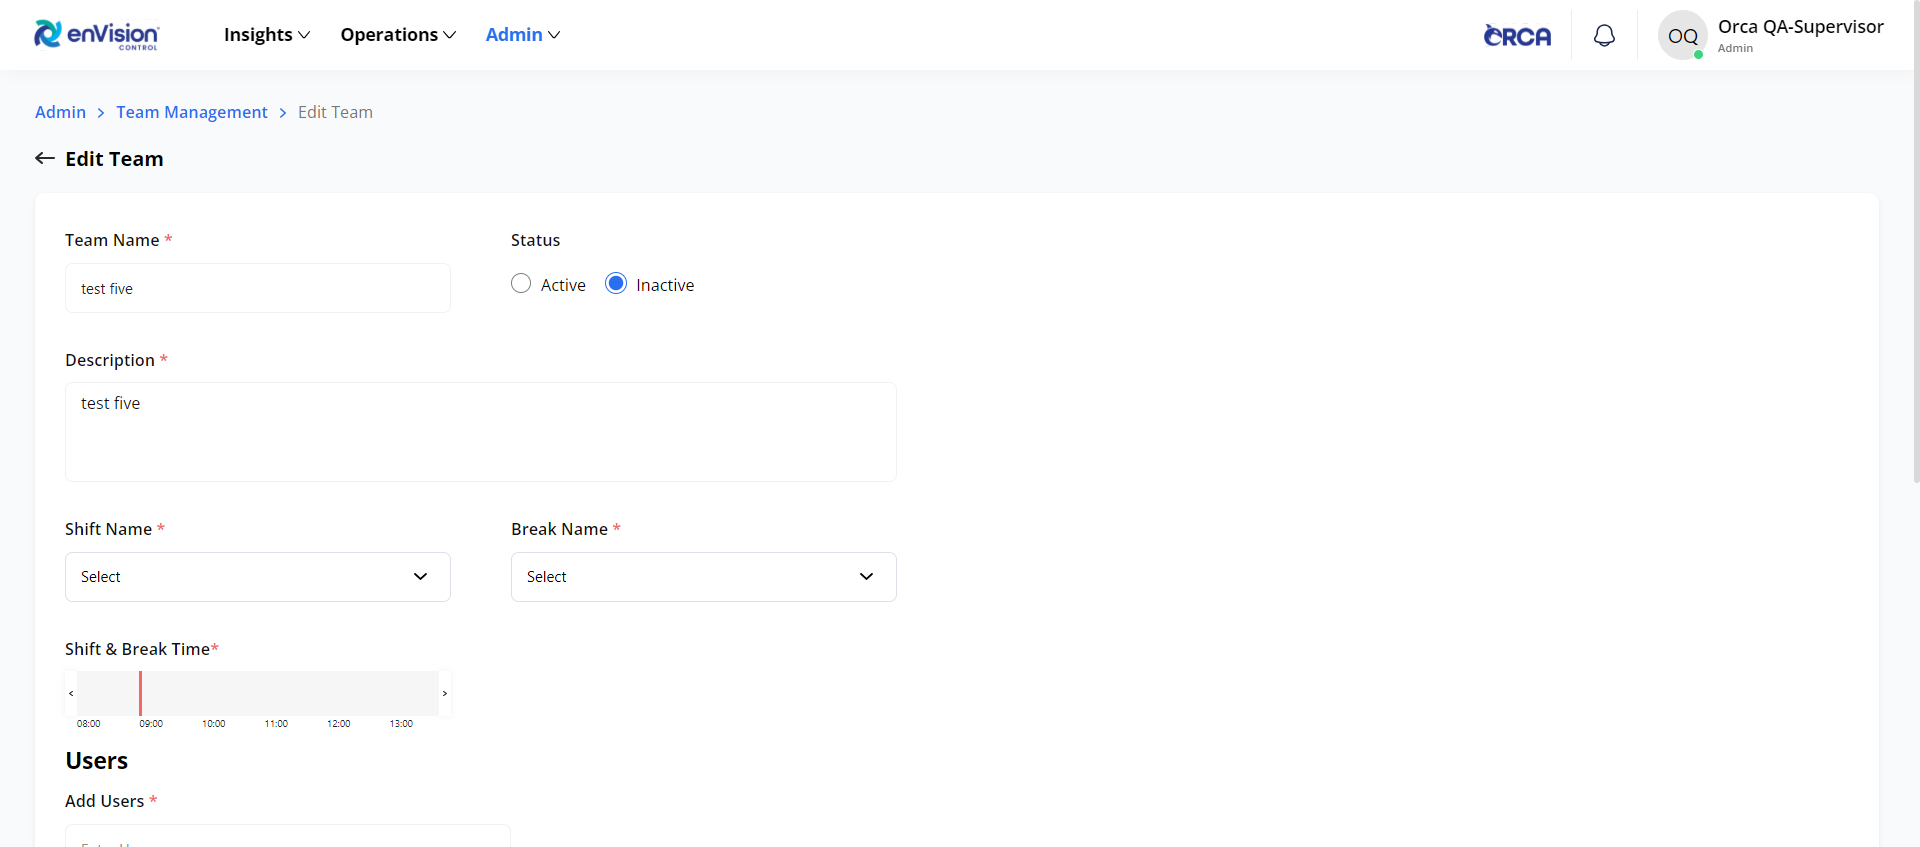 enVision
CONTROL
Insights
Operations
Admin
ORCA
OQ
Orca QA-Supervisor
Admin
Admin > Team Management > Edit Team
Edit Team
Team Name *
Status
test five
Active
Inactive
Description *
test five
Shift Name *
Break Name *
Select
Select
Shift & Break Time*
< >
08:00 09:00 10:00 11:00 12:00 13:00
Users
Add Users *